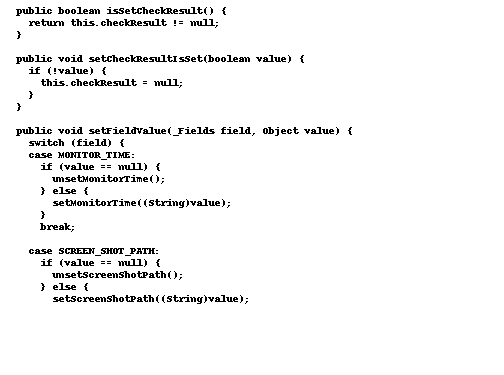 public boolean isSetCheckResult() {
  return this.checkResult != null;
}

public void setCheckResultIsSet(boolean value) {
  if (!value) {
    this.checkResult = null;
  }
}

public void setFieldValue(_Fields field, Object value) {
  switch (field) {
  case MONITOR_TIME:
    if (value == null) {
      unsetMonitorTime();
    } else {
      setMonitorTime((String)value);
    }
    break;

  case SCREEN_SHOT_PATH:
    if (value == null) {
      unsetScreenShotPath();
    } else {
      setScreenShotPath((String)value);